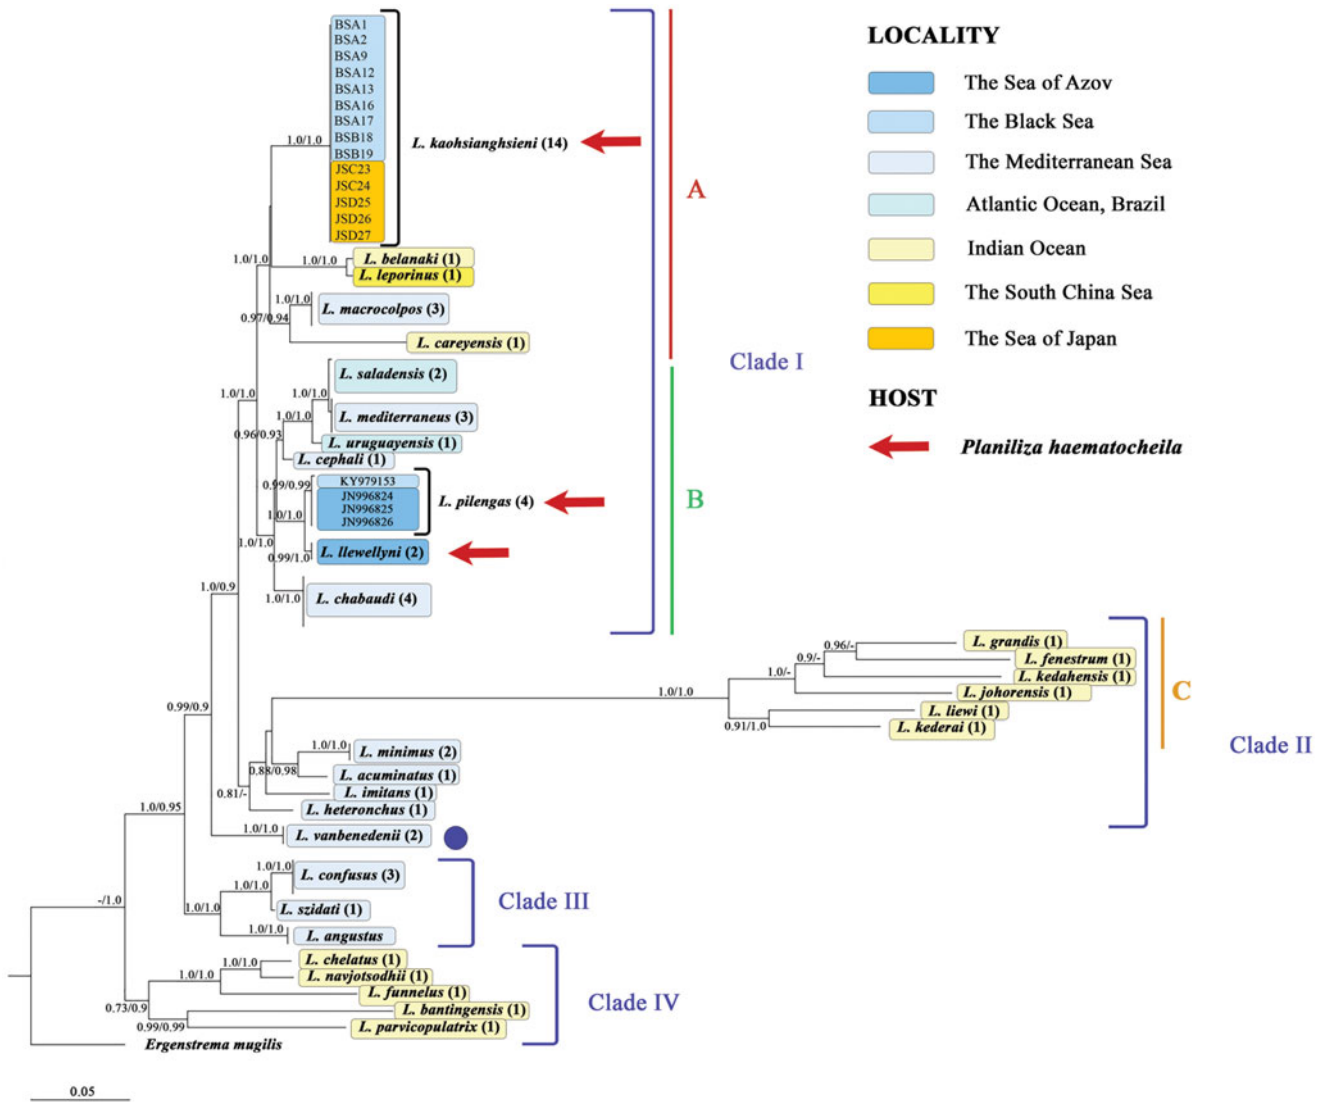 BSA1
BSA2
BSA9
BSA12
BSA13
BSA16
BSA17
BSB18
BSB19
JSC23
JSC24
JSD25
JSD26
JSD27
1.0/1.0
L. kaohsianghsieni (14)
A
1.0/1.0
1.0/1.0
L. belanaki (1)
L. leporinus (1)
1.0/1.0
L. macrocolpos (3)
0.97/0.94
L. careyensis (1)
Clade I
L. saladensis (2)
1.0/1.0
1.0/1.0
L. mediterraneus (3)
1.0/1.0
0.96/0.93
L. uruguayensis (1)
L. cephali (1)
0.99/0.99
KY979153
JN996824
JN996825
JN996826
L. pilengas (4)
B
1.0/1.0
1.0/1.0
L. llewellyni (2)
0.99/1.0
1.0/0.9
1.0/1.0
L. chabaudi (4)
LOCALITY
The Sea of Azov
The Black Sea
The Mediterranean Sea
Atlantic Ocean, Brazil
Indian Ocean
The South China Sea
The Sea of Japan
HOST
Planiliza haematocheila
L. grandis (1)
0.96/-
0.9/-
L. fenestrum (1)
1.0/-
L. kedahensis (1)
1.0/1.0
L. johorensis (1)
C
L. liewi (1)
0.91/1.0
L. kederai (1)
Clade II
0.99/0.9
1.0/1.0
L. minimus (2)
0.88/0.98
L. acuminatus (1)
0.81/-
L. imitans (1)
1.0/0.95
L. heteronchus (1)
1.0/1.0
L. vanbenedenii (2)
1.0/1.0
L. confusus (3)
1.0/1.0
Clade III
-/1.0
1.0/1.0
L. szidati (1)
1.0/1.0
L. angustus
L. chelatus (1)
1.0/1.0
L. navjotsodhii (1)
L. funnelus (1)
Clade IV
0.73/0.9
L. bantingensis (1)
0.99/0.99
L. parvicopulatrix (1)
Ergenstrema mugilis
0.05